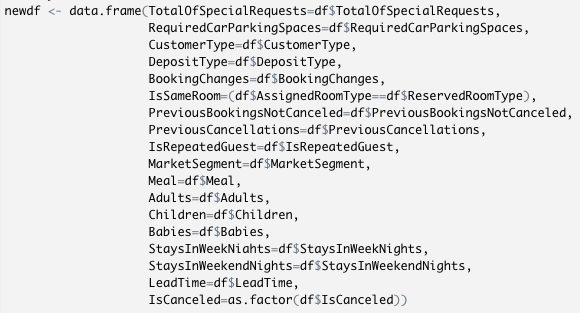 newdf <- data.frame(TotalOfSpecialRequests=df$TotalOfSpecialRequests,
RequiredCarParkingSpaces=df$RequiredCarParkingSpaces,
CustomerType=df$CustomerType,
DepositType=df$DepositType,
BookingChanges=df$BookingChanges,
IsSameRoom=(df$AssignedRoomType==df$ReservedRoomType),
PreviousBookingsNotCanceled=df$PreviousBookingsNotCanceled,
PreviousCancellations=df$PreviousCancellations,
IsRepeatedGuest=df$IsRepeatedGuest,
MarketSegment=df$MarketSegment,
Meal=df$Meal,
Adults=df$Adults,
Children=df$Children,
Babies=df$Babies,
StaysInWeekNiahts=df$StaysInWeekNights,
StaysInWeekendNights=df$StaysInWeekendNights,
LeadTime=df$LeadTime,
IsCanceled=as.factor(df$IsCanceled))